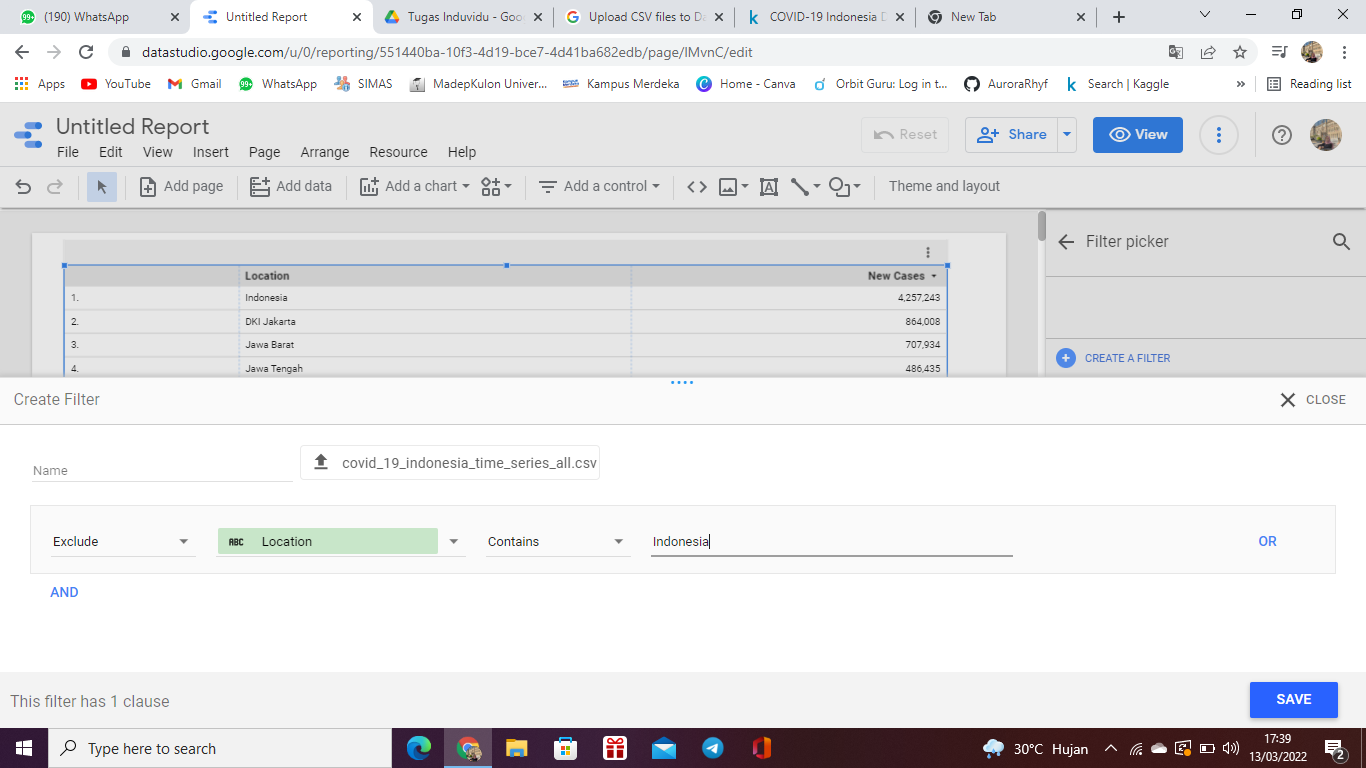 (190) WhatsApp
Untitled Report
Tugas Induvidu - Goo
Upload CSV files to Da
COVID-19 Indonesia D
New Tab
datastudio.google.com/u/0/reporting/551440ba-10f3-4d19-bce7-4d41ba682edb/page/lMvnC/edit
Apps
YouTube
Gmail
99+
WhatsApp
SIMAS
MadepKulon Univer...
Kampus Merdeka
Home - Canva
Orbit Guru: Log in t...
AuroraRhyf
Search | Kaggle
»
Reading list
Untitled Report
Reset
Share
View
File Edit View Insert Page Arrange Resource Help
Add page
Add data
Add a chart
Add a control
Theme and layout
Filter picker
Location New Cases
1. Indonesia 4,257,243
2. DKI Jakarta 864,008
3. Jawa Barat 707,934
4. Jawa Tengah 486,435
CREATE A FILTER
Create Filter
CLOSE
Name
covid_19_indonesia_time_series_all.csv
Exclude
ABC Location
Contains
Indonesia
OR
AND
This filter has 1 clause
SAVE
Type here to search
30°C Hujan
17:39
13/03/2022
2